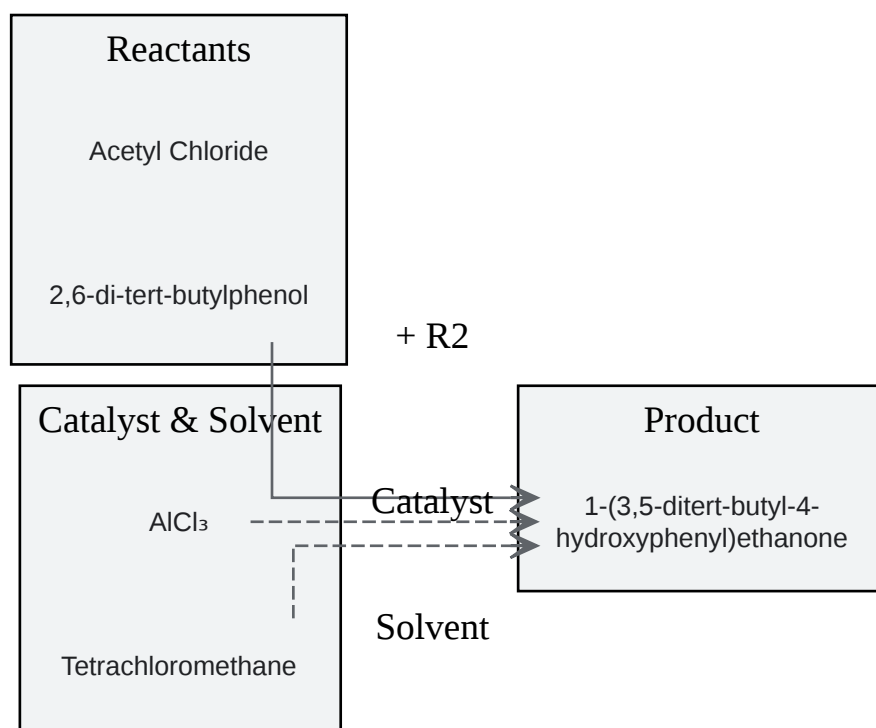 Reactants
Acetyl Chloride
2,6-di-tert-butylphenol
+ R2
Catalyst & Solvent
AlCl₃
Tetrachloromethane
Catalyst
Solvent
Product
1-(3,5-ditert-butyl-4-
hydroxyphenyl)ethanone